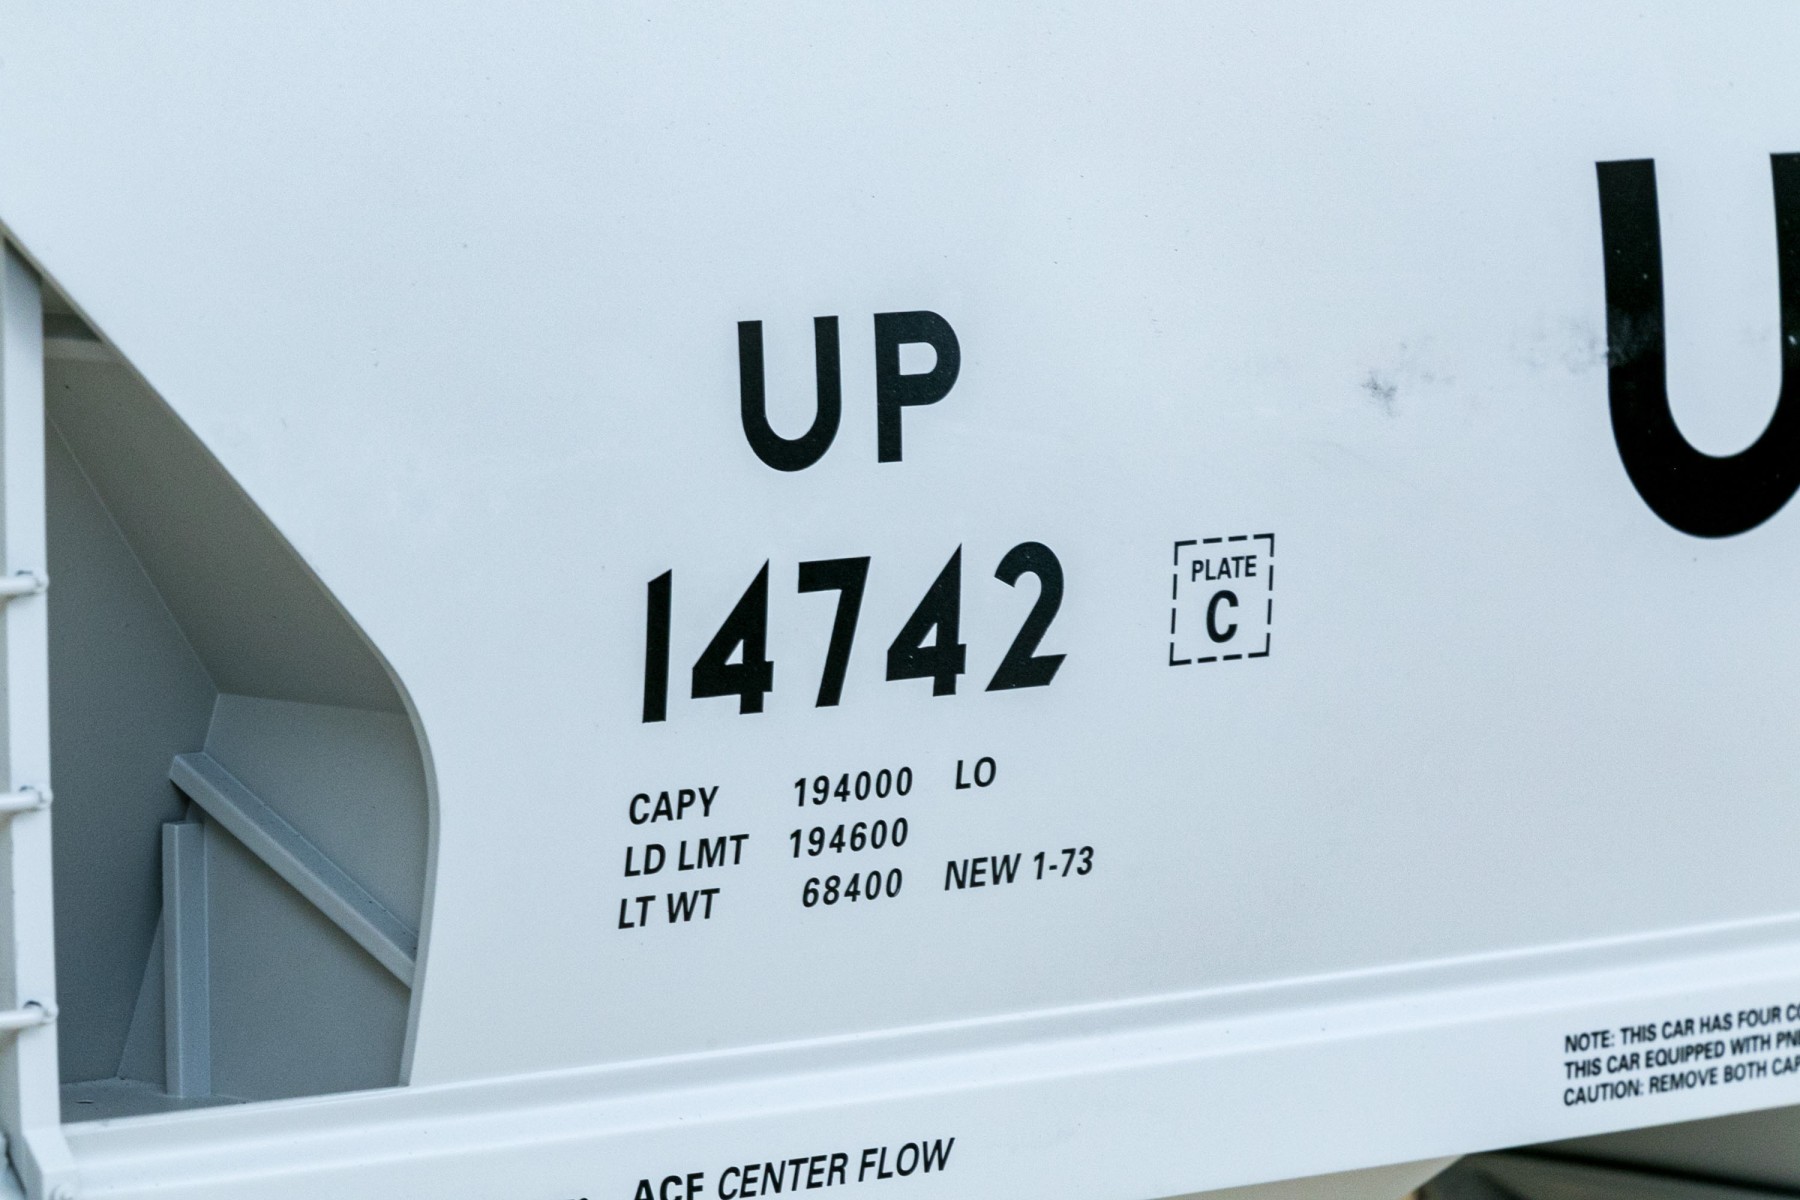 UP
U
14742
PLATE
C
CAPY 194000 LO
LD LMT 194600
LT WT 68400 NEW 1-73
NOTE: THIS CAR HAS FOUR
THIS CAR EQUIPPED WITH
CAUTION: REMOVE BOTH
ACF CENTER FLOW